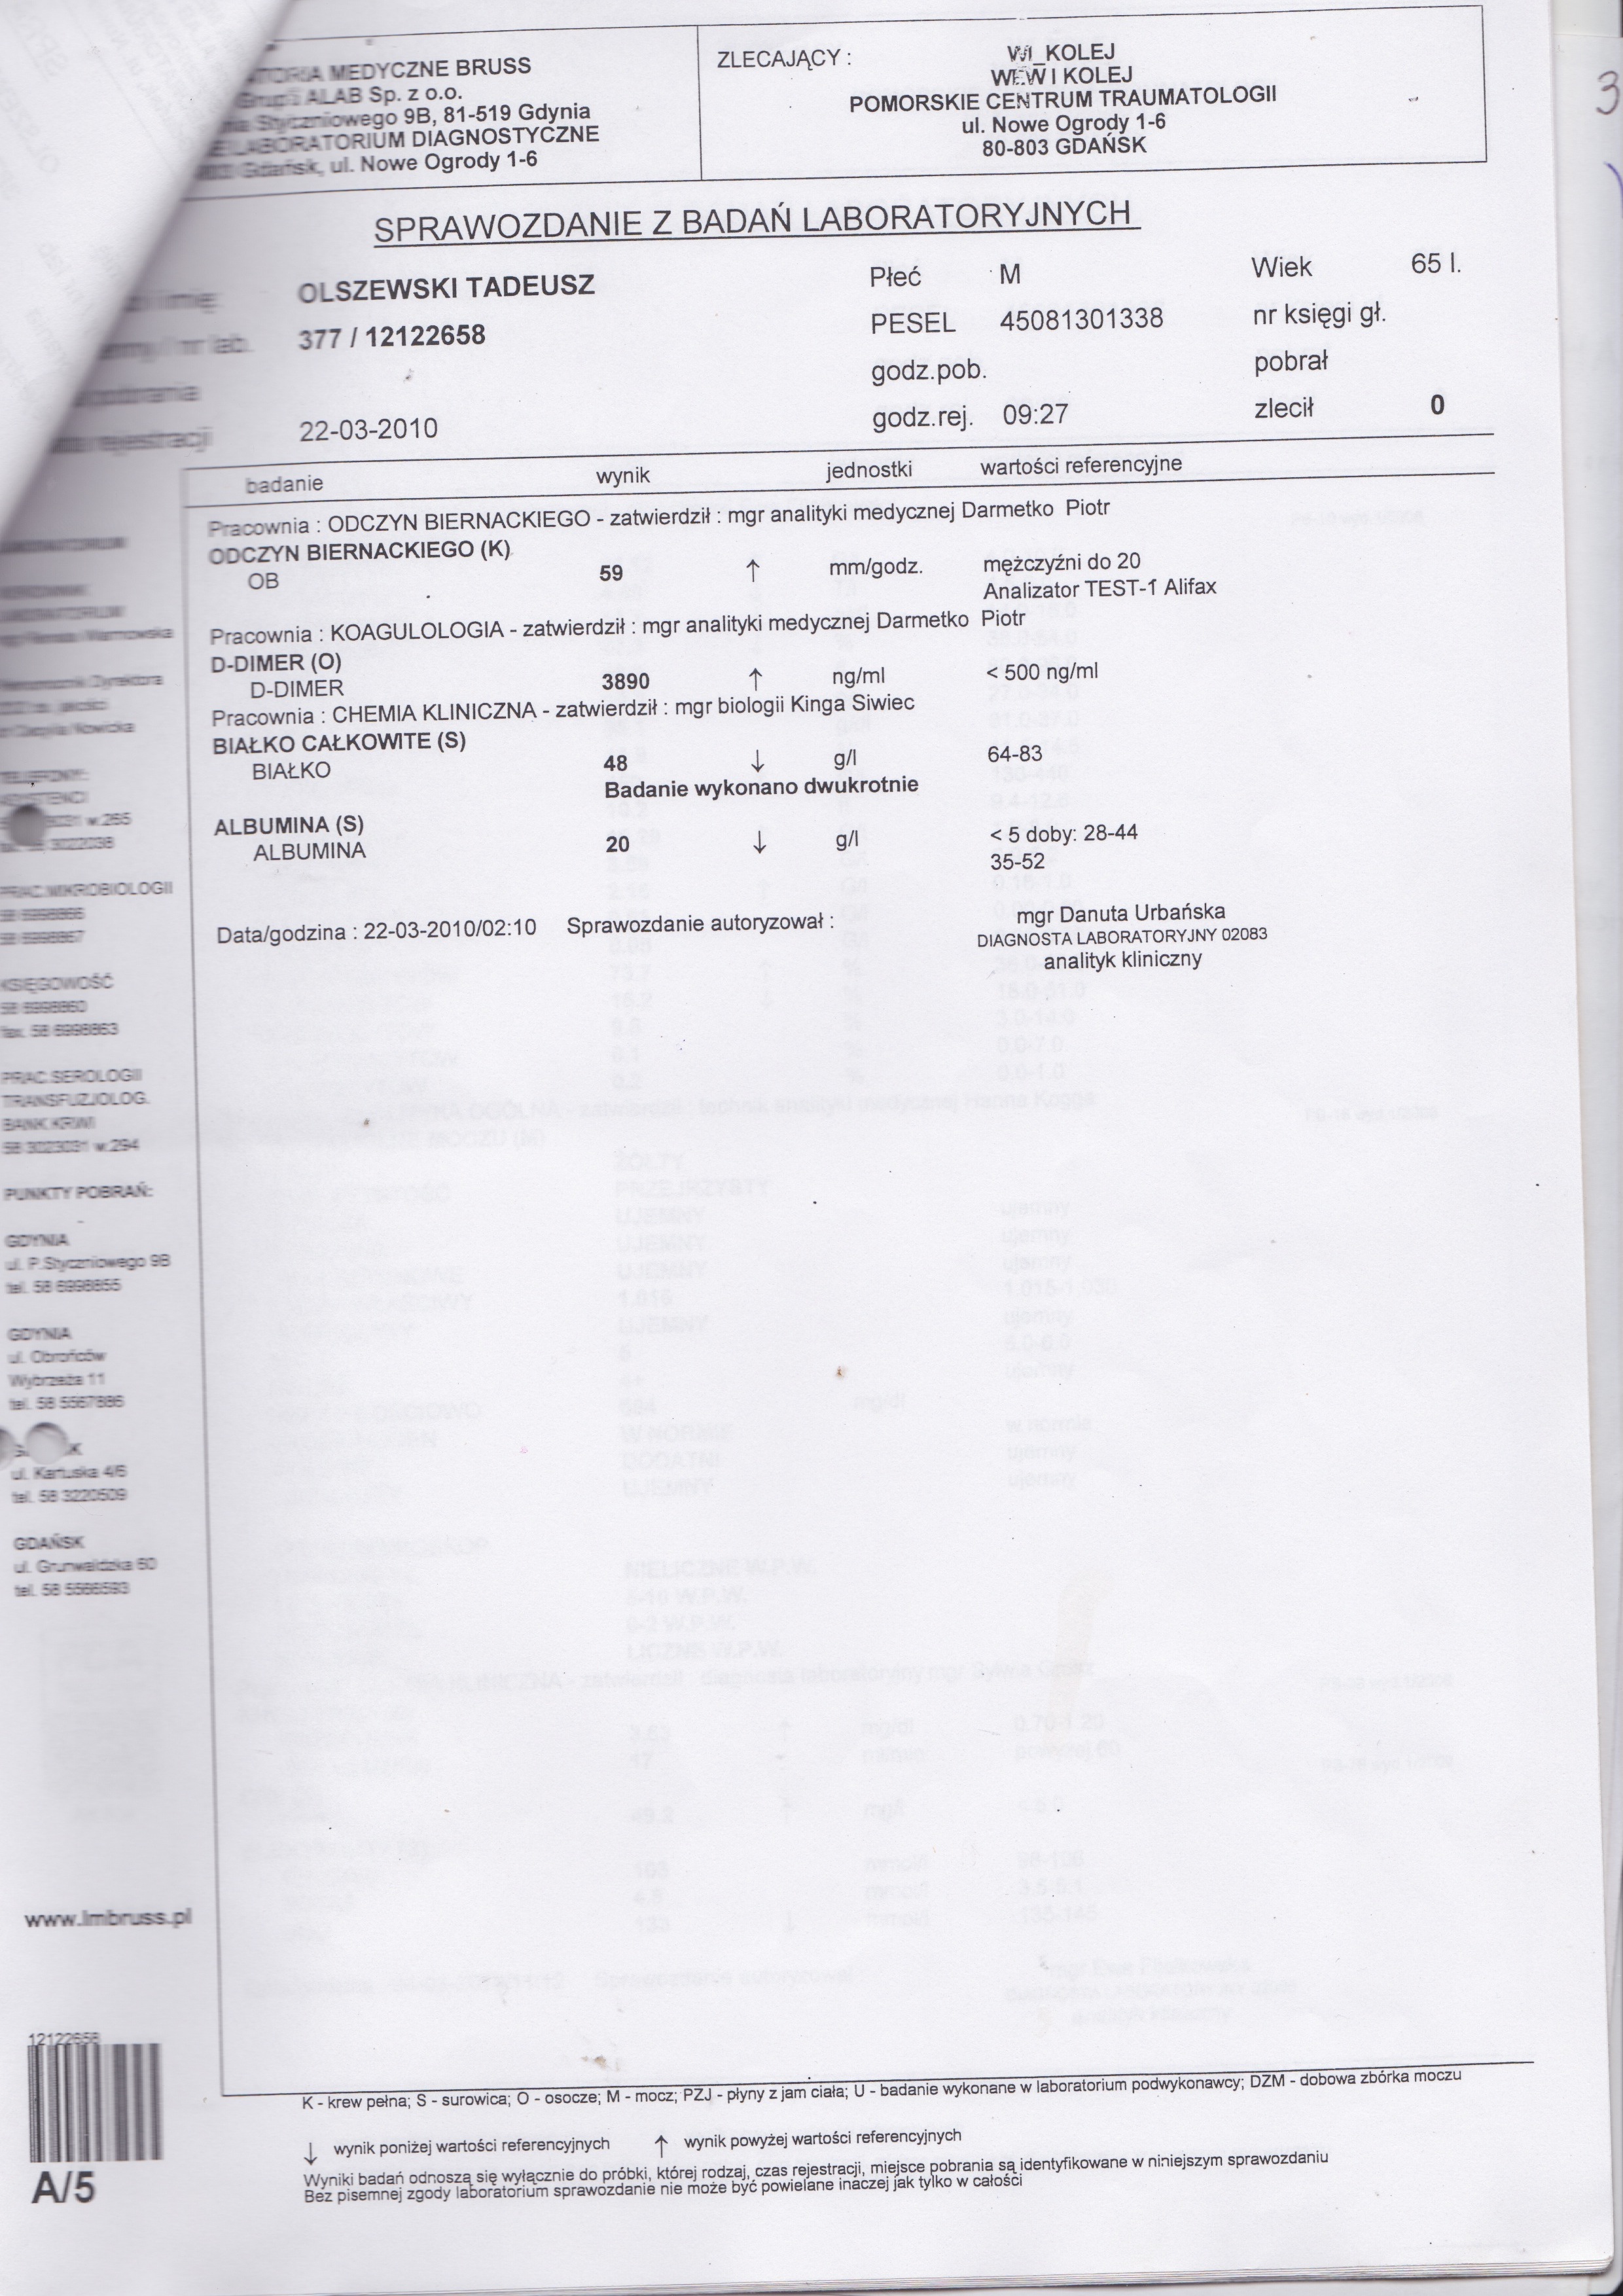 MEDYCZNE BRUSS
ALAB Sp. z o.o.
Styczniowego 9B, 81-519 Gdynia
LABORATORIUM DIAGNOSTYCZNE
Gdańsk, ul. Nowe Ogrody 1-6
ZLECAJĄCY :
WI_KOLEJ
WEW I KOLEJ
POMORSKIE CENTRUM TRAUMATOLOGII
ul. Nowe Ogrody 1-6
80-803 GDAŃSK
3
SPRAWOZDANIE Z BADAŃ LABORATORYJNYCH
imię OLSZEWSKI TADEUSZ Płeć M Wiek 65 l.
nr lab. 377 / 12122658 PESEL 45081301338 nr księgi gł.
pobrania godz.pob. pobrał
rejestracji 22-03-2010 godz.rej. 09:27 zlecił 0
badanie wynik jednostki wartości referencyjne
Pracownia : ODCZYN BIERNACKIEGO - zatwierdził : mgr analityki medycznej Darmetko Piotr
ODCZYN BIERNACKIEGO (K)
OB 59 ↑ mm/godz. mężczyźni do 20
Analizator TEST-1 Alifax
Pracownia : KOAGULOLOGIA - zatwierdził : mgr analityki medycznej Darmetko Piotr
D-DIMER (O)
D-DIMER 3890 ↑ ng/ml < 500 ng/ml
Pracownia : CHEMIA KLINICZNA - zatwierdził : mgr biologii Kinga Siwiec
BIAŁKO CAŁKOWITE (S)
BIAŁKO 48 ↓ g/l 64-83
Badanie wykonano dwukrotnie
ALBUMINA (S)
ALBUMINA 20 ↓ g/l < 5 doby: 28-44
35-52
Data/godzina : 22-03-2010/02:10 Sprawozdanie autoryzował :
mgr Danuta Urbańska
DIAGNOSTA LABORATORYJNY 02083
analityk kliniczny
PRAC.MIKROBIOLOGII
58 6998866
58 6998867
KSIĘGOWOŚĆ
58 6998860
fax. 58 6998863
PRAC.SEROLOGII
TRANSFUZJOLOG.
BANK KRWI
58 3023031 w.294
PUNKTY POBRAŃ:
GDYNIA
ul. P.Styczniowego 9B
tel. 58 6998855
GDYNIA
ul. Obrońców
Wybrzeża 11
tel. 58 5567886
ul. Kartuska 4/6
tel. 58 3220509
GDAŃSK
ul. Grunwaldzka 60
tel. 58 5566593
www.lmbruss.pl
12122658
A/5
K - krew pełna; S - surowica; O - osocze; M - mocz; PZJ - płyny z jam ciała; U - badanie wykonane w laboratorium podwykonawcy; DZM - dobowa zbórka moczu
↓ wynik poniżej wartości referencyjnych ↑ wynik powyżej wartości referencyjnych
Wyniki badań odnoszą się wyłącznie do próbki, której rodzaj, czas rejestracji, miejsce pobrania są identyfikowane w niniejszym sprawozdaniu
Bez pisemnej zgody laboratorium sprawozdanie nie może być powielane inaczej jak tylko w całości